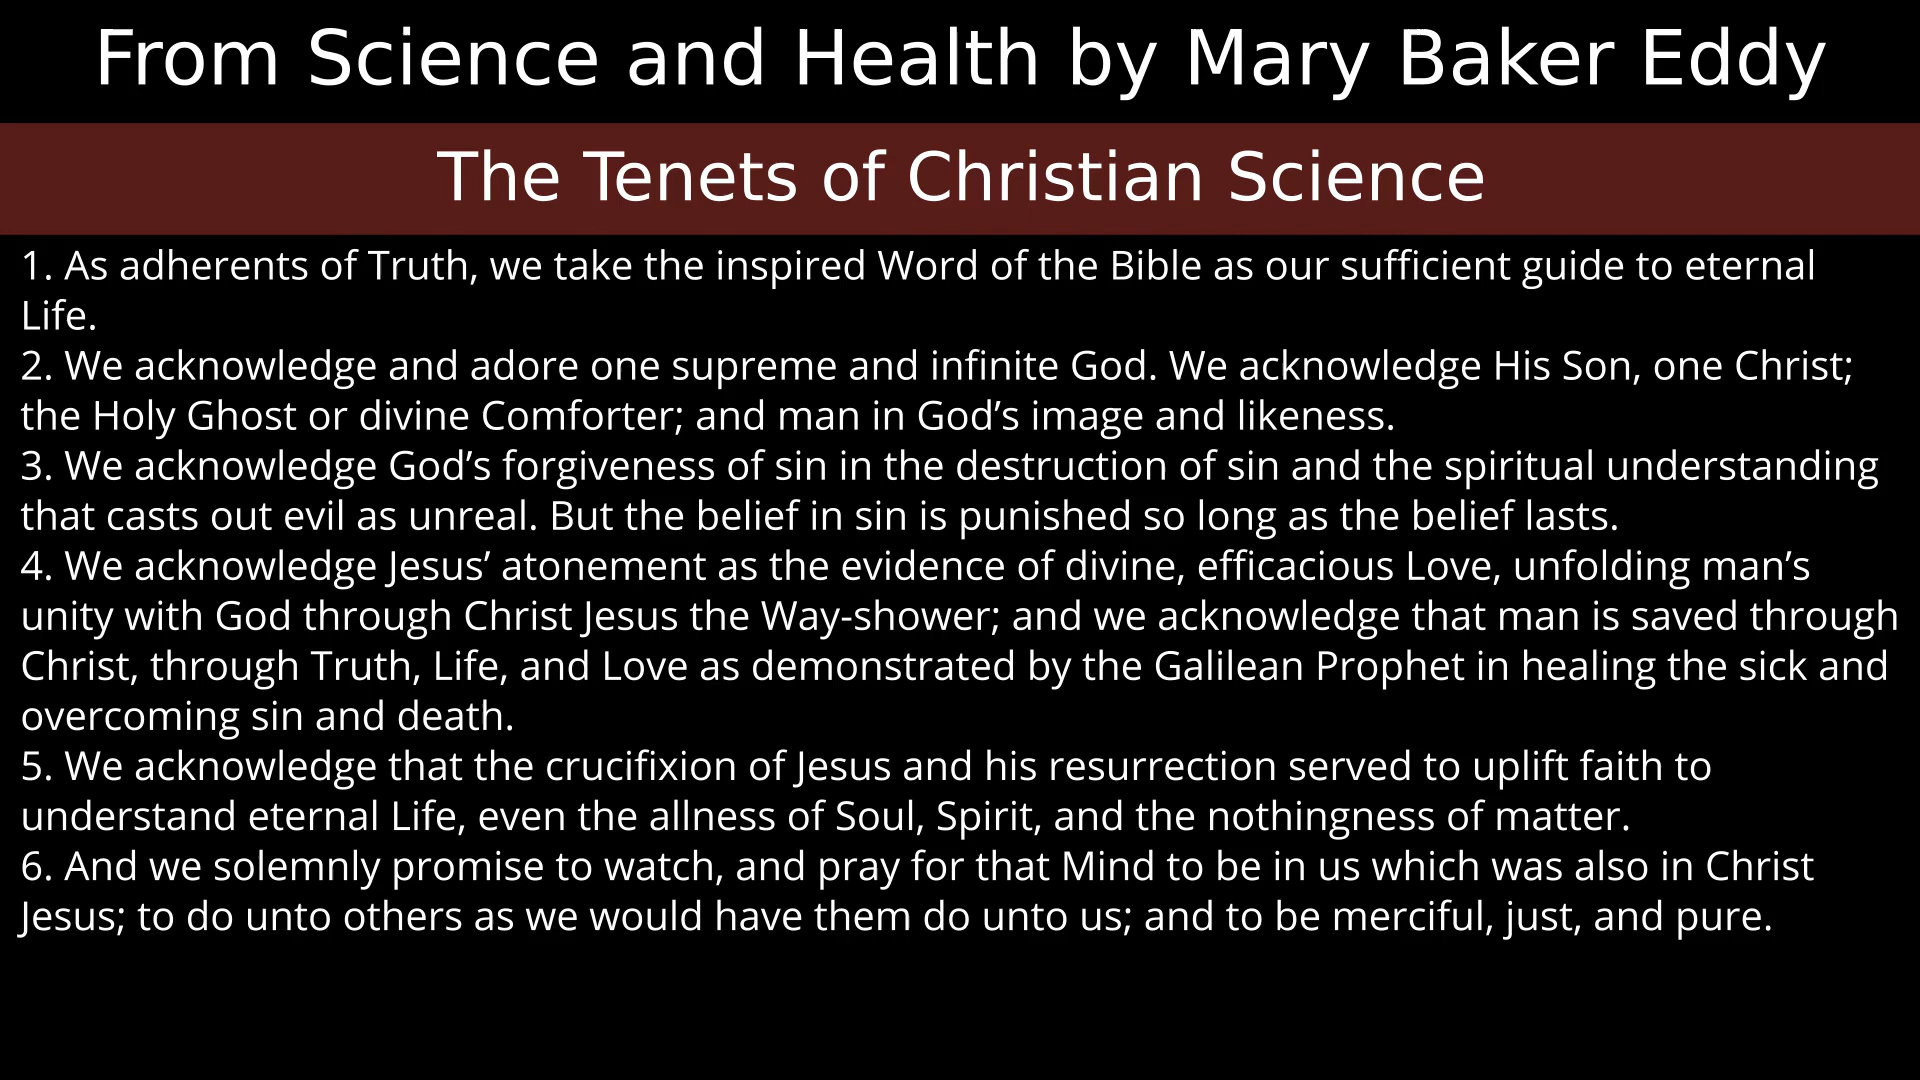 From Science and Health by Mary Baker Eddy
The Tenets of Christian Science
1. As adherents of Truth, we take the inspired Word of the Bible as our sufficient guide to eternal
Life.
2. We acknowledge and adore one supreme and infinite God. We acknowledge His Son, one Christ;
the Holy Ghost or divine Comforter; and man in God’s image and likeness.
3. We acknowledge God’s forgiveness of sin in the destruction of sin and the spiritual understanding
that casts out evil as unreal. But the belief in sin is punished so long as the belief lasts.
4. We acknowledge Jesus’ atonement as the evidence of divine, efficacious Love, unfolding man’s
unity with God through Christ Jesus the Way-shower; and we acknowledge that man is saved through
Christ, through Truth, Life, and Love as demonstrated by the Galilean Prophet in healing the sick and
overcoming sin and death.
5. We acknowledge that the crucifixion of Jesus and his resurrection served to uplift faith to
understand eternal Life, even the allness of Soul, Spirit, and the nothingness of matter.
6. And we solemnly promise to watch, and pray for that Mind to be in us which was also in Christ
Jesus; to do unto others as we would have them do unto us; and to be merciful, just, and pure.